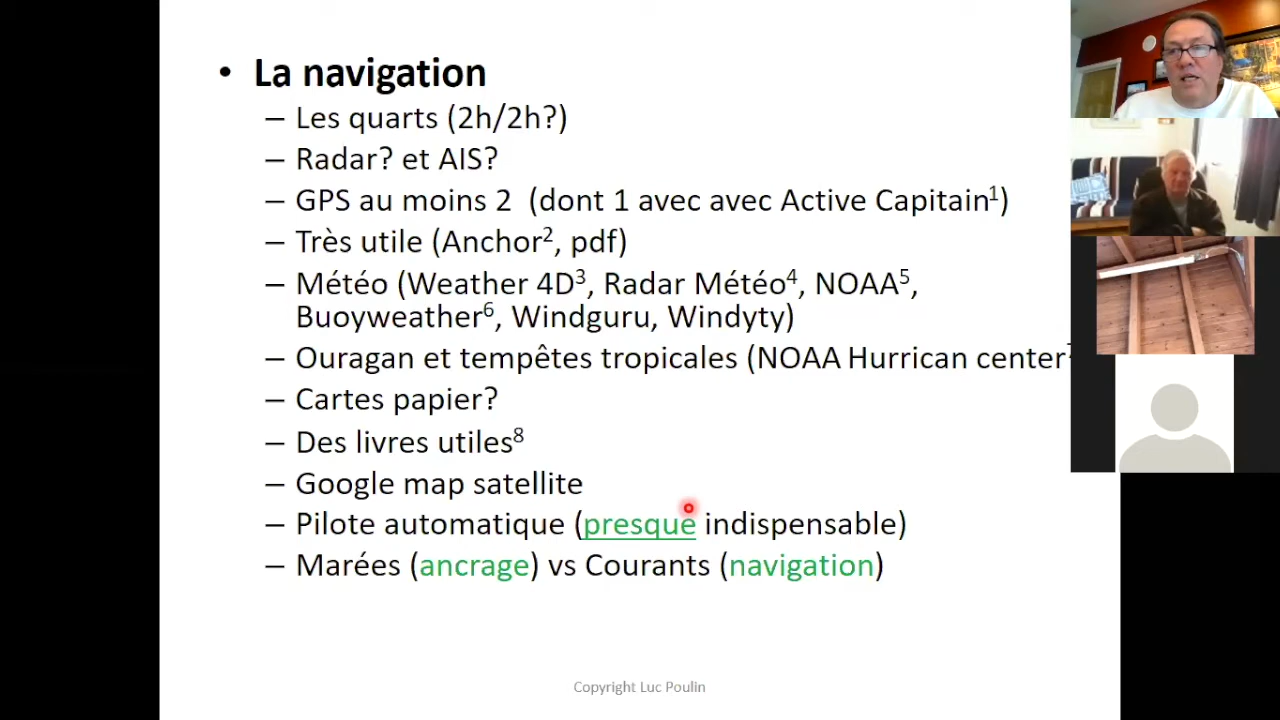 • La navigation
– Les quarts (2h/2h?)
– Radar? et AIS?
– GPS au moins 2 (dont 1 avec avec Active Capitain¹)
– Très utile (Anchor², pdf)
– Météo (Weather 4D³, Radar Météo⁴, NOAA⁵,
Buoyweather⁶, Windguru, Windyty)
– Ouragan et tempêtes tropicales (NOAA Hurrican center
– Cartes papier?
– Des livres utiles⁸
– Google map satellite
– Pilote automatique (presque indispensable)
– Marées (ancrage) vs Courants (navigation)
Copyright Luc Poulin